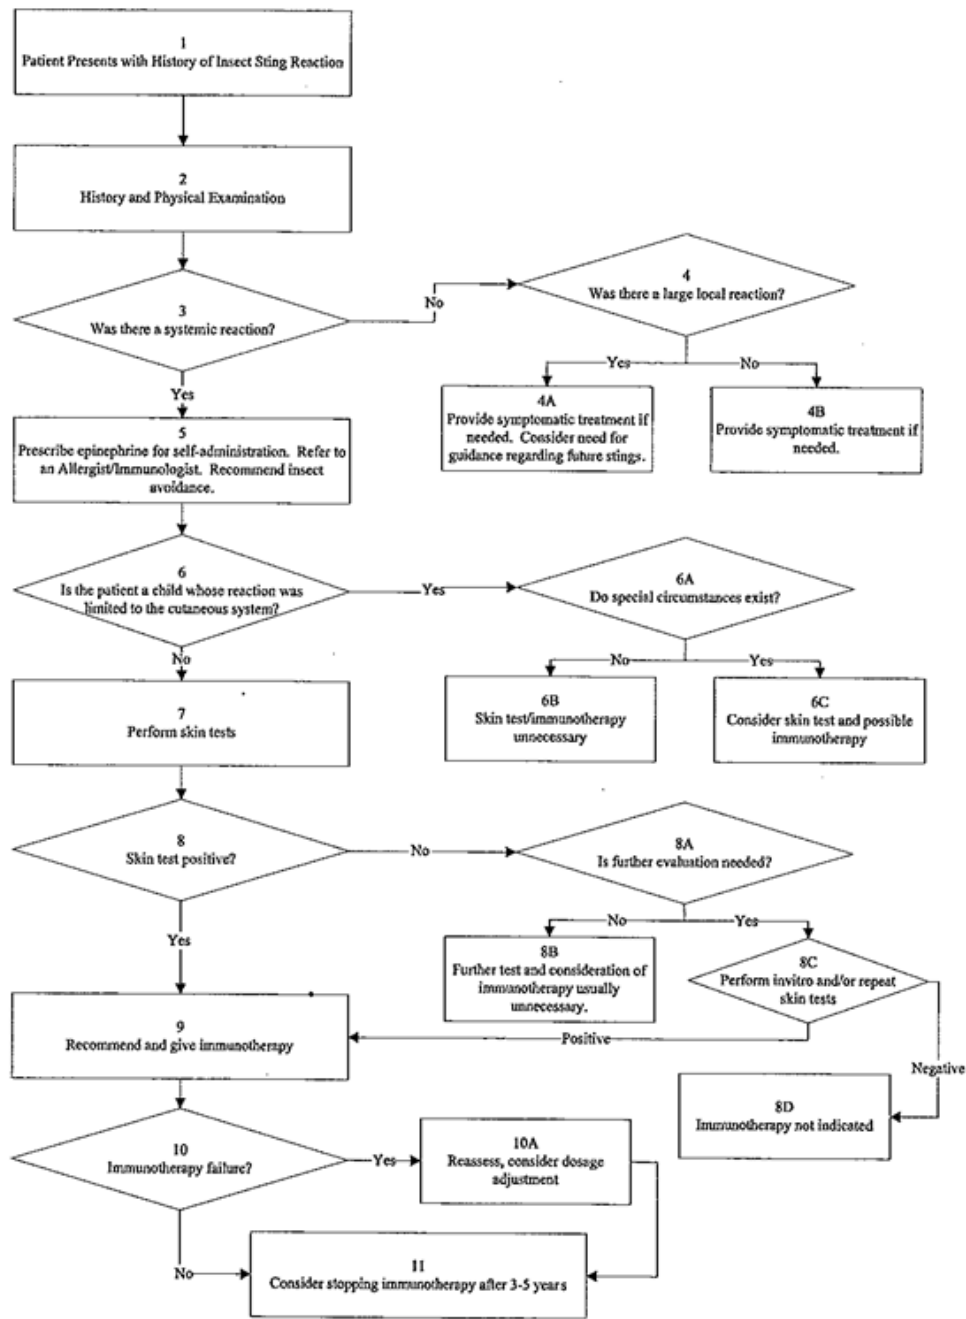 1
Patient Presents with History of Insect Sting Reaction
2
History and Physical Examination
3
Was there a systemic reaction?
No
4
Was there a large local reaction?
Yes
No
Yes
4A
Provide symptomatic treatment if
needed. Consider need for
guidance regarding future stings.
4B
Provide symptomatic treatment if
needed.
5
Prescribe epinephrine for self-administration. Refer to
an Allergist/Immunologist. Recommend insect
avoidance.
6
Is the patient a child whose reaction was
limited to the cutaneous system?
Yes
6A
Do special circumstances exist?
No
No
Yes
6B
Skin test/immunotherapy
unnecessary
6C
Consider skin test and possible
immunotherapy
7
Perform skin tests
8
Skin test positive?
No
8A
Is further evaluation needed?
No
Yes
Yes
8B
Further test and consideration of
immunotherapy usually
unnecessary.
8C
Perform invitro and/or repeat
skin tests
9
Recommend and give immunotherapy
Positive
Negative
8D
Immunotherapy not indicated
10
Immunotherapy failure?
Yes
10A
Reassess, consider dosage
adjustment
No
11
Consider stopping immunotherapy after 3-5 years